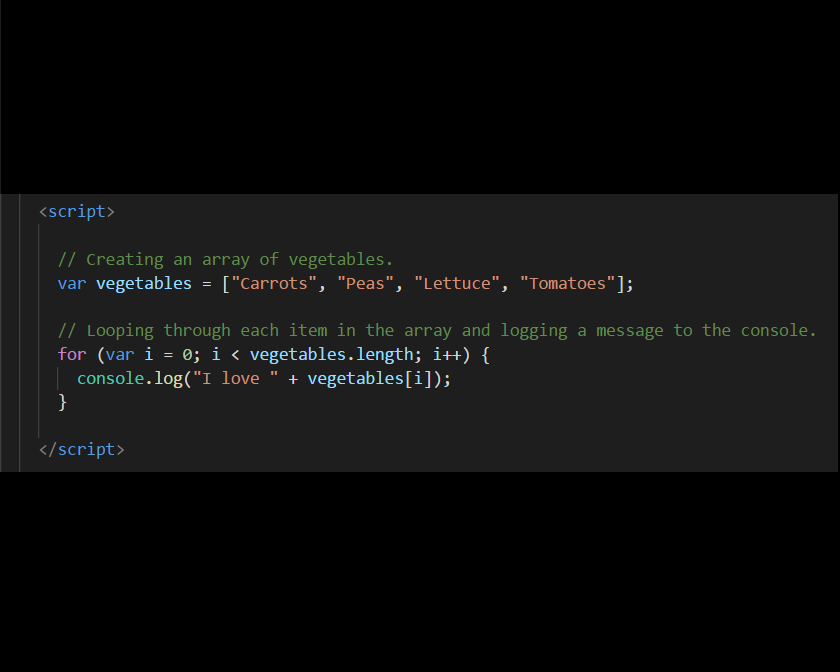 <script>
// Creating an array of vegetables.
var vegetables = ["Carrots", "Peas", "Lettuce", "Tomatoes"];
// Looping through each item in the array and logging a message to the console.
for (var i = 0; i < vegetables.length; i++) {
console.log("I love " + vegetables[i]);
}
</script>